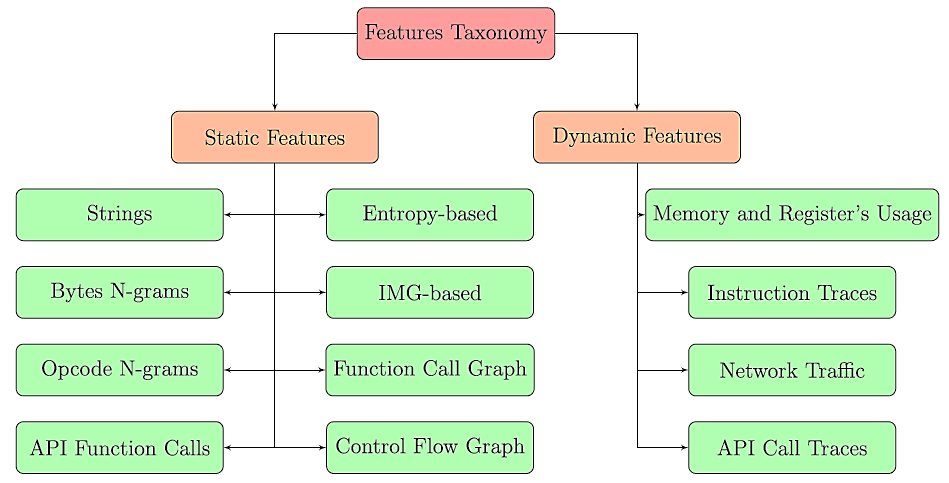 Features Taxonomy
Static Features
Dynamic Features
Strings
Entropy-based
Memory and Register's Usage
Bytes N-grams
IMG-based
Instruction Traces
Opcode N-grams
Function Call Graph
Network Traffic
API Function Calls
Control Flow Graph
API Call Traces